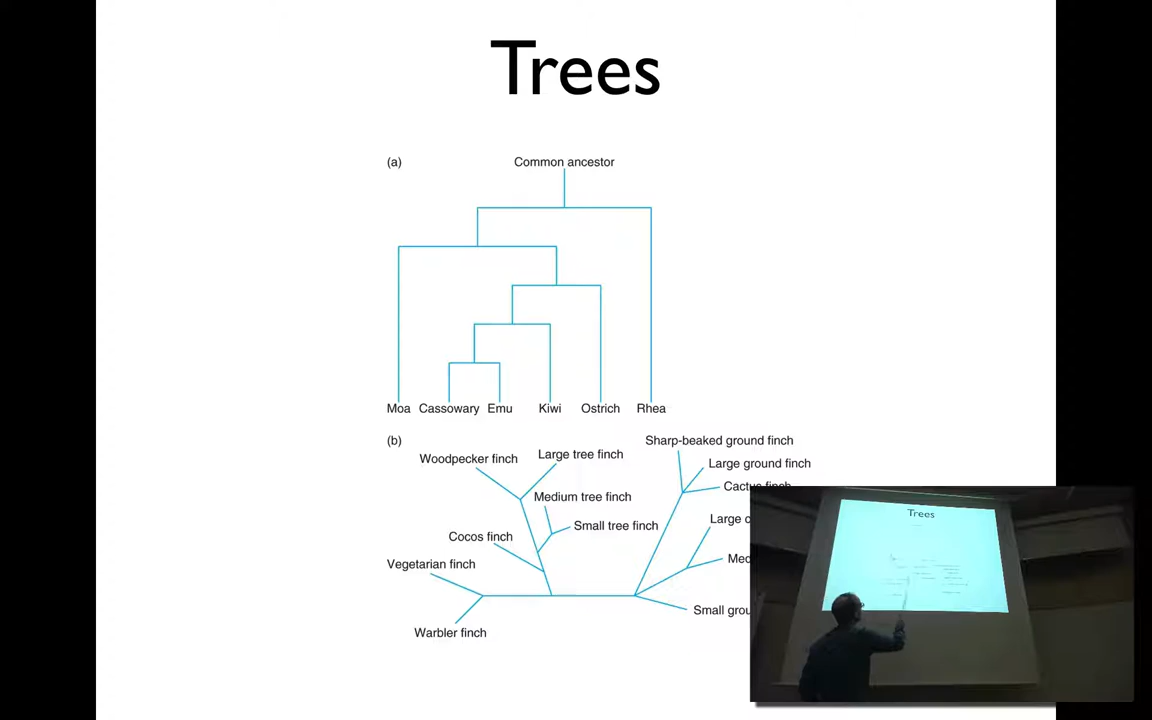 Trees
(a)
Common ancestor
Moa Cassowary Emu Kiwi Ostrich Rhea
(b)
Sharp-beaked ground finch
Woodpecker finch
Large tree finch
Large ground finch
Cactus finch
Medium tree finch
Large
Small tree finch
Cocos finch
Vegetarian finch
Small
Warbler finch
Trees